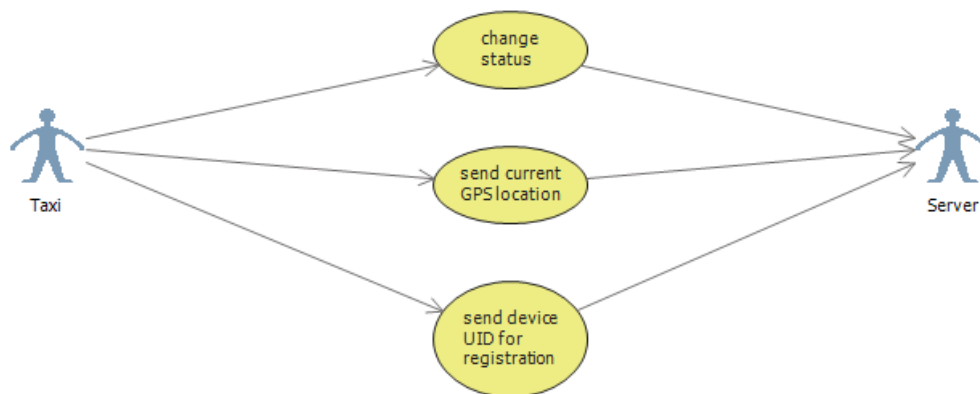 change
status
Taxi
send current
GPS location
Server
send device
UID for
registration